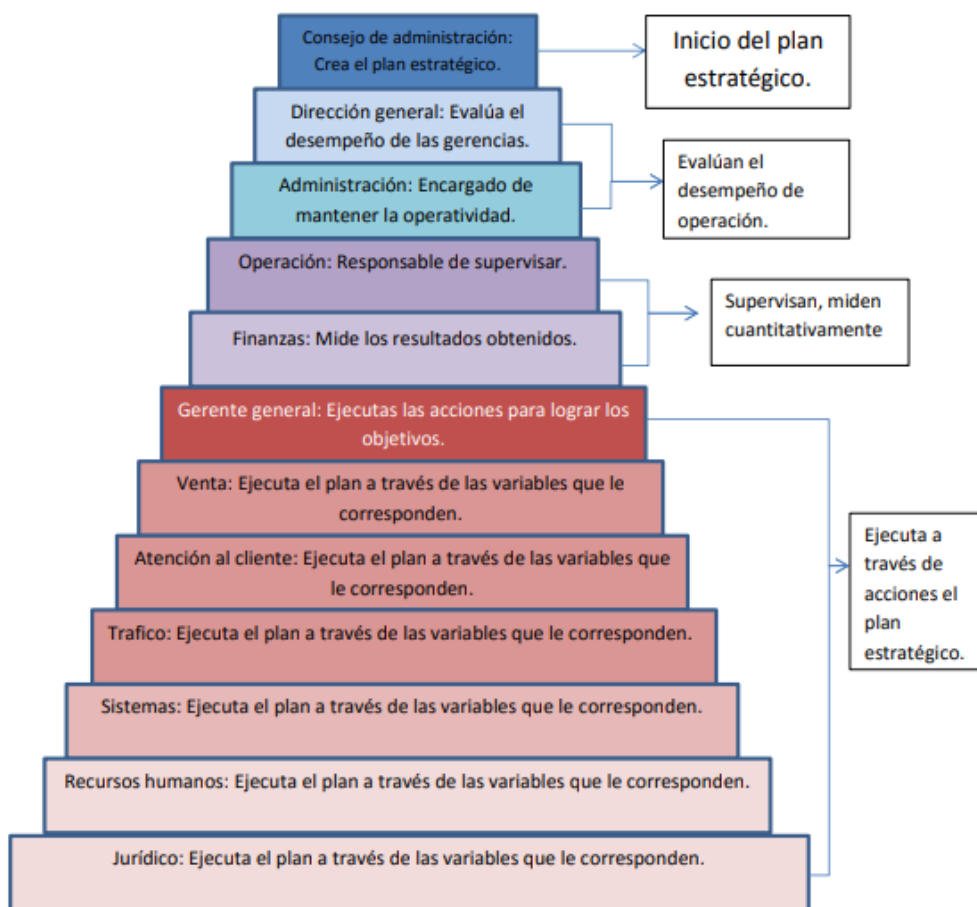 Consejo de administración:
Crea el plan estratégico.
Inicio del plan
estratégico.
Dirección general: Evalúa el
desempeño de las gerencias.
Administración: Encargado de
mantener la operatividad.
Evalúan el
desempeño de
operación.
Operación: Responsable de supervisar.
Finanzas: Mide los resultados obtenidos.
Supervisan, miden
cuantitativamente
Gerente general: Ejecutas las acciones para lograr los
objetivos.
Venta: Ejecuta el plan a través de las variables que le
corresponden.
Atención al cliente: Ejecuta el plan a través de las variables que
le corresponden.
Trafico: Ejecuta el plan a través de las variables que le corresponden.
Sistemas: Ejecuta el plan a través de las variables que le corresponden.
Recursos humanos: Ejecuta el plan a través de las variables que le corresponden.
Jurídico: Ejecuta el plan a través de las variables que le corresponden.
Ejecuta a
través de
acciones el
plan
estratégico.